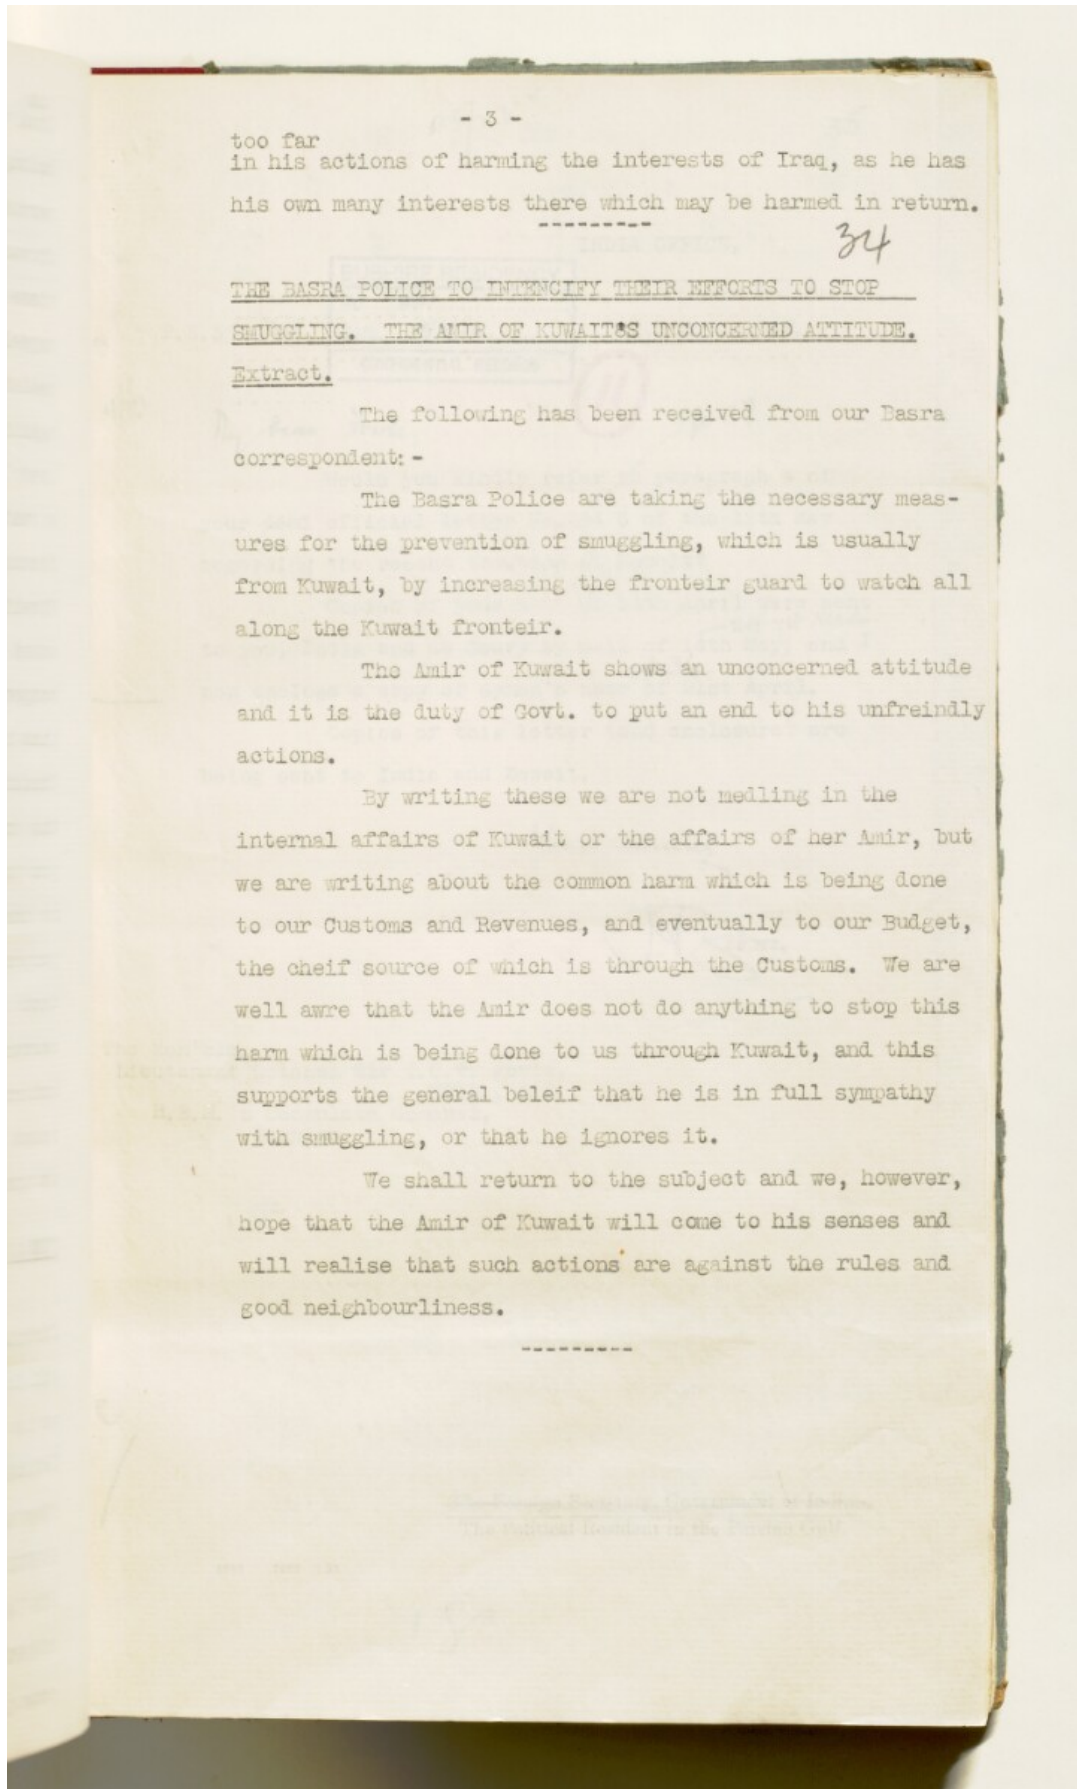 - 3 -
too far
in his actions of harming the interests of Iraq, as he has
his own many interests there which may be harmed in return.
---------
34
THE BASRA POLICE TO INTENCIFY THEIR EFFORTS TO STOP
SMUGGLING. THE AMIR OF KUWAIT&S UNCONCERNED ATTITUDE.
Extract.
The following has been received from our Basra
correspondent: -
The Basra Police are taking the necessary meas-
ures for the prevention of smuggling, which is usually
from Kuwait, by increasing the fronteir guard to watch all
along the Kuwait fronteir.
The Amir of Kuwait shows an unconcerned attitude
and it is the duty of Govt. to put an end to his unfreindly
actions.
By writing these we are not medling in the
internal affairs of Kuwait or the affairs of her Amir, but
we are writing about the common harm which is being done
to our Customs and Revenues, and eventually to our Budget,
the cheif source of which is through the Customs. We are
well awre that the Amir does not do anything to stop this
harm which is being done to us through Kuwait, and this
supports the general beleif that he is in full sympathy
with smuggling, or that he ignores it.
We shall return to the subject and we, however,
hope that the Amir of Kuwait will come to his senses and
will realise that such actions are against the rules and
good neighbourliness.
---------